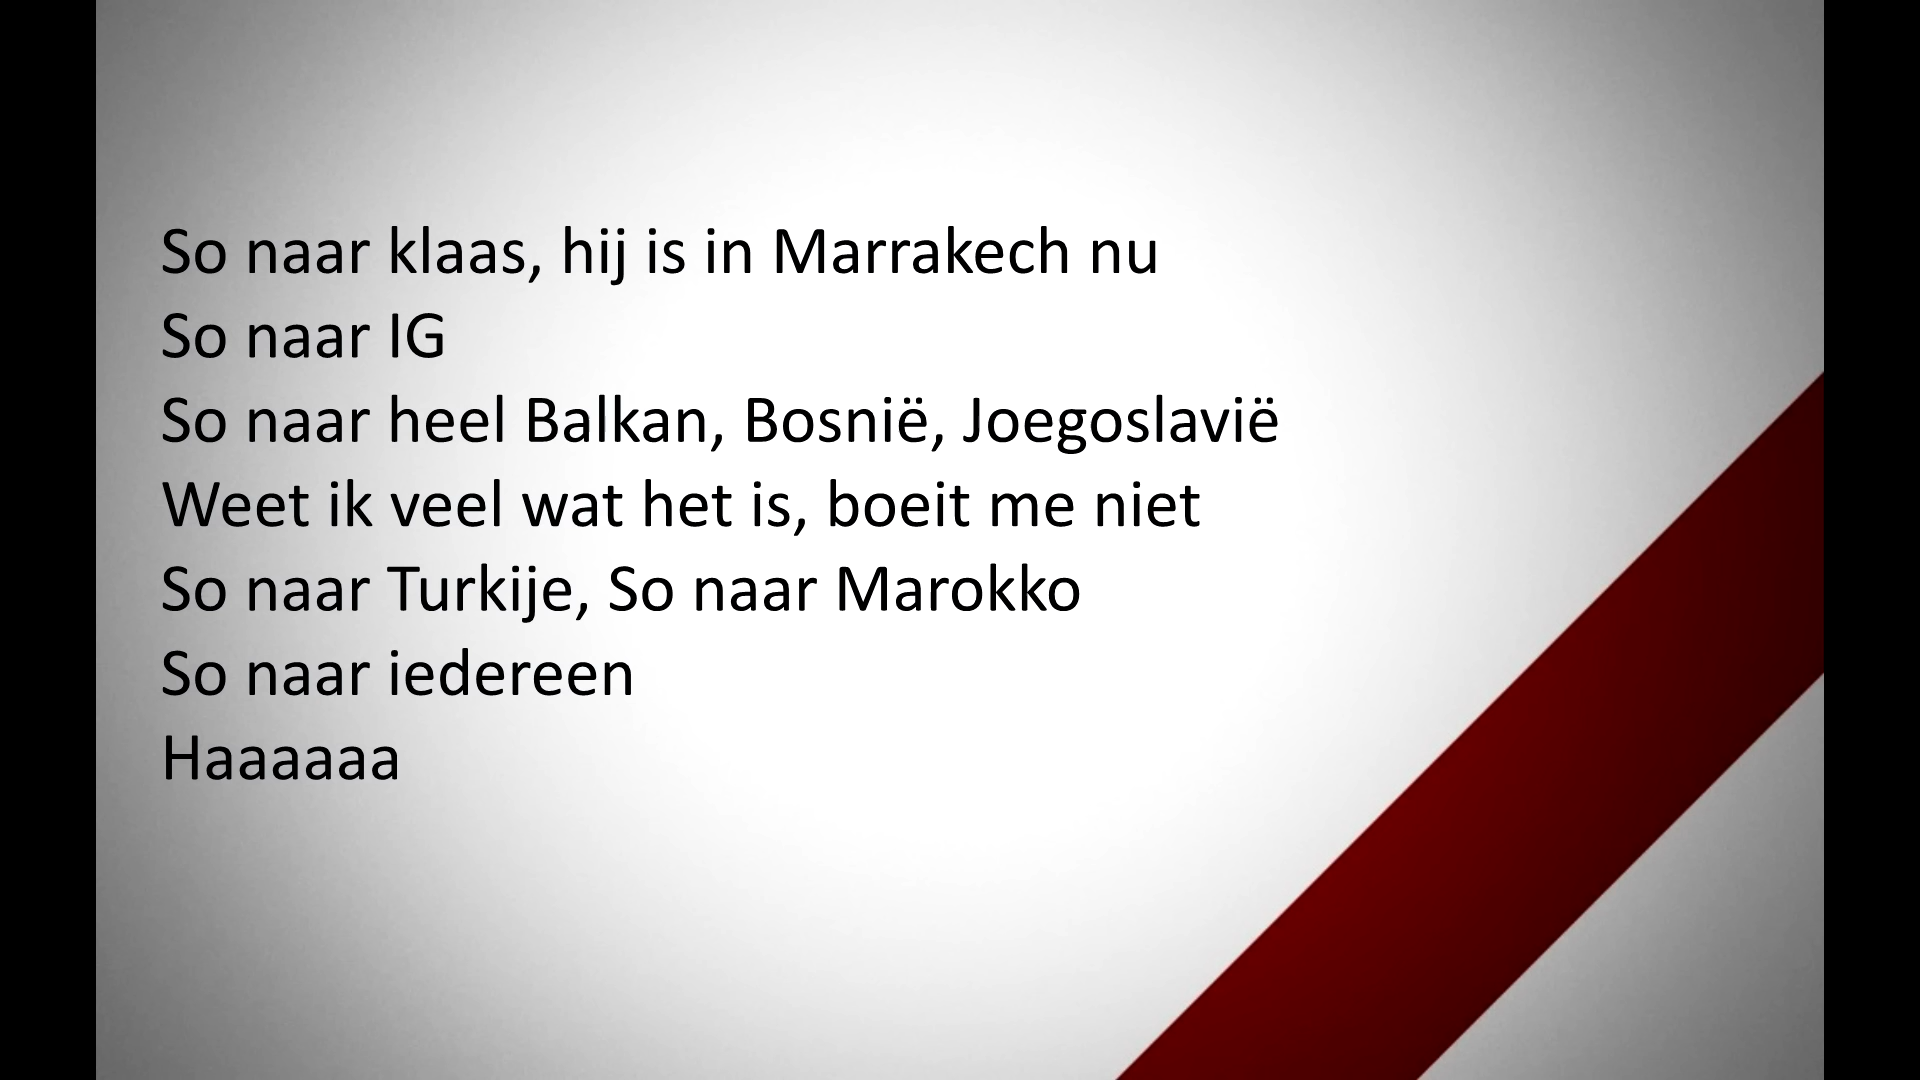 So naar klaas, hij is in Marrakech nu
So naar IG
So naar heel Balkan, Bosnië, Joegoslavië
Weet ik veel wat het is, boeit me niet
So naar Turkije, So naar Marokko
So naar iedereen
Haaaaaa